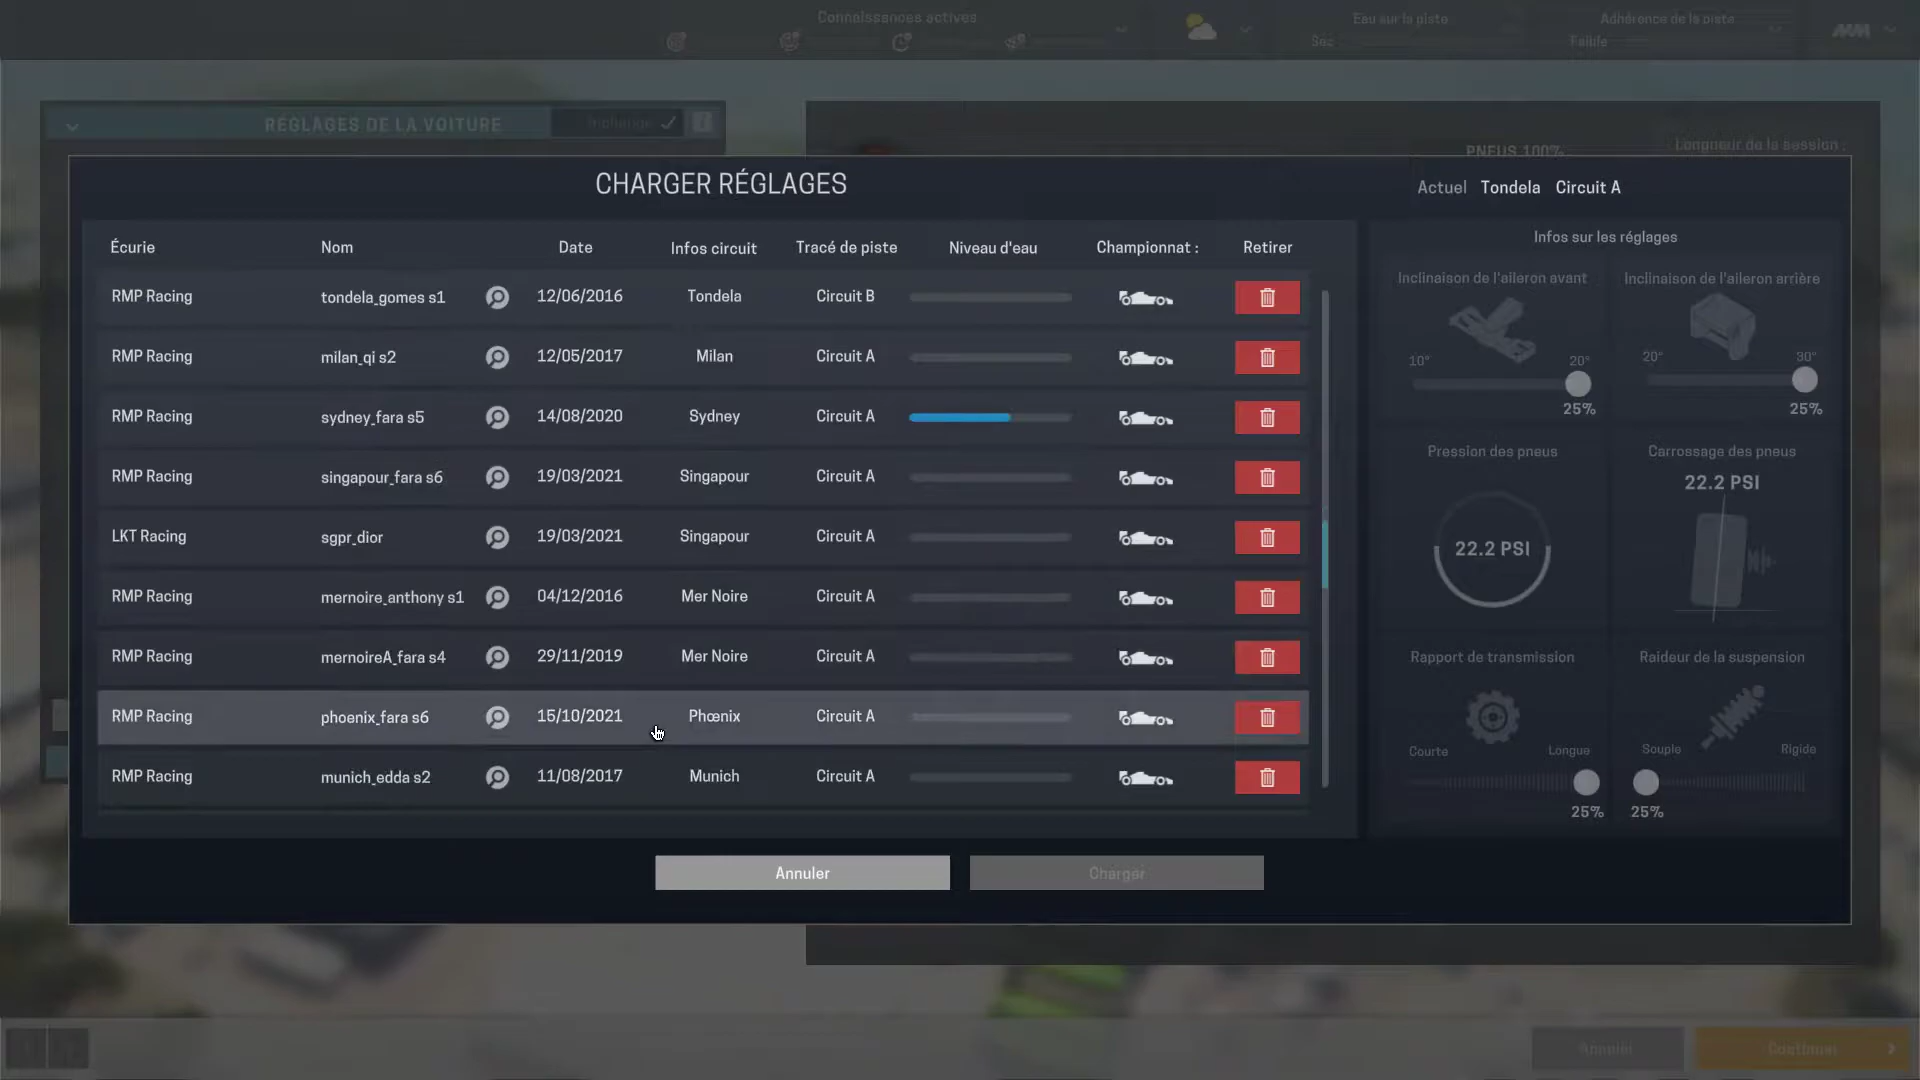 Connaissances actives
Eau sur la piste
Sec
Adhérence de la piste
Faible
RÉGLAGES DE LA VOITURE
PNEUS 100%
Longueur de la session :
CHARGER RÉGLAGES
Actuel Tondela Circuit A
Écurie Nom Date Infos circuit Tracé de piste Niveau d'eau Championnat : Retirer
RMP Racing tondela_gomes s1 12/06/2016 Tondela Circuit B
RMP Racing milan_qi s2 12/05/2017 Milan Circuit A
RMP Racing sydney_fara s5 14/08/2020 Sydney Circuit A
RMP Racing singapour_fara s6 19/03/2021 Singapour Circuit A
LKT Racing sgpr_dior 19/03/2021 Singapour Circuit A
RMP Racing mernoire_anthony s1 04/12/2016 Mer Noire Circuit A
RMP Racing mernoireA_fara s4 29/11/2019 Mer Noire Circuit A
RMP Racing phoenix_fara s6 15/10/2021 Phœnix Circuit A
RMP Racing munich_edda s2 11/08/2017 Munich Circuit A
Infos sur les réglages
Inclinaison de l'aileron avant
10° 20°
25%
Inclinaison de l'aileron arrière
20° 30°
25%
Pression des pneus
22.2 PSI
Carrossage des pneus
22.2 PSI
Rapport de transmission
Courte Longue
25%
Raideur de la suspension
Souple Rigide
25%
Annuler
Charger
Annuler
Continuer